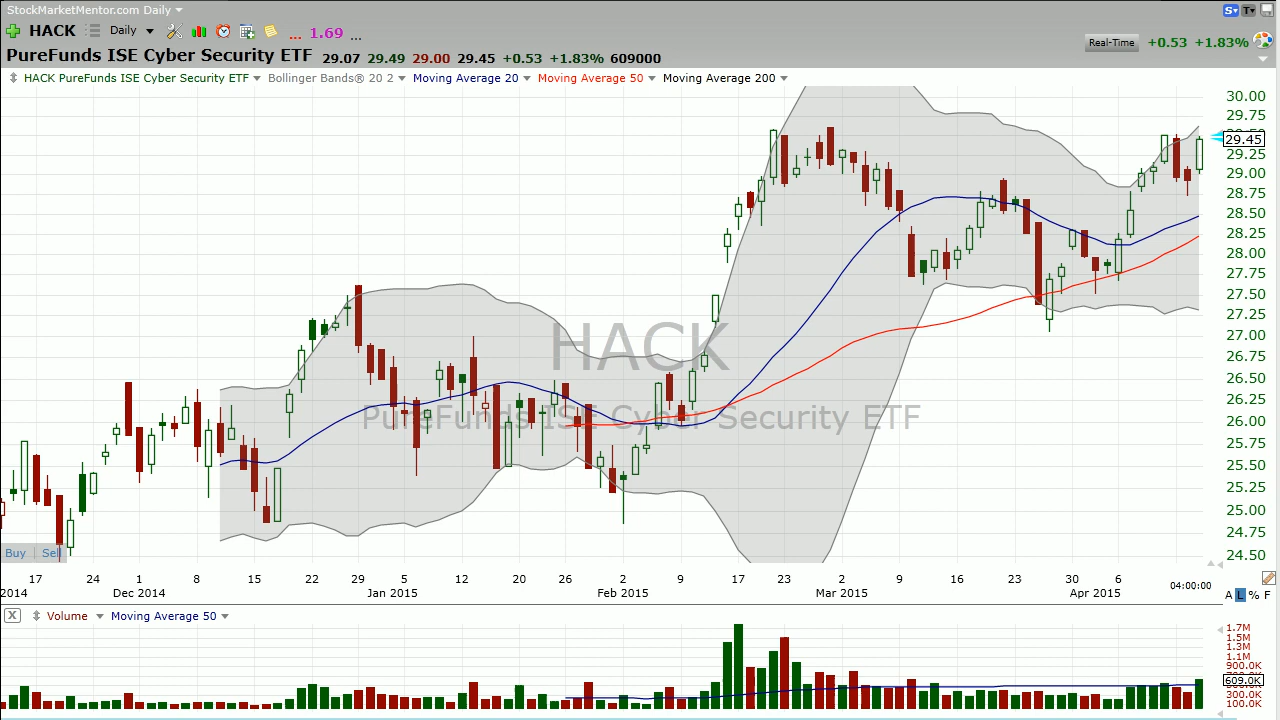 StockMarketMentor.com Daily
HACK Daily ... 1.69 ...
S T
PureFunds ISE Cyber Security ETF 29.07 29.49 29.00 29.45 +0.53 +1.83% 609000
Real-Time +0.53 +1.83%
HACK PureFunds ISE Cyber Security ETF Bollinger Bands® 20 2 Moving Average 20 Moving Average 50 Moving Average 200
30.00
29.75
29.45
29.25
29.00
28.75
28.50
28.25
28.00
27.75
27.50
27.25
27.00
26.75
26.50
26.25
26.00
25.75
25.50
25.25
25.00
24.75
24.50
HACK
PureFunds ISE Cyber Security ETF
Buy Sell
17 24 1 8 15 22 29 5 12 20 26 2 9 17 23 2 9 16 23 30 6 04:00:00
2014 Dec 2014 Jan 2015 Feb 2015 Mar 2015 Apr 2015
A L % F
X Volume Moving Average 50
1.7M
1.5M
1.3M
1.1M
900.0K
609.0K
300.0K
100.0K